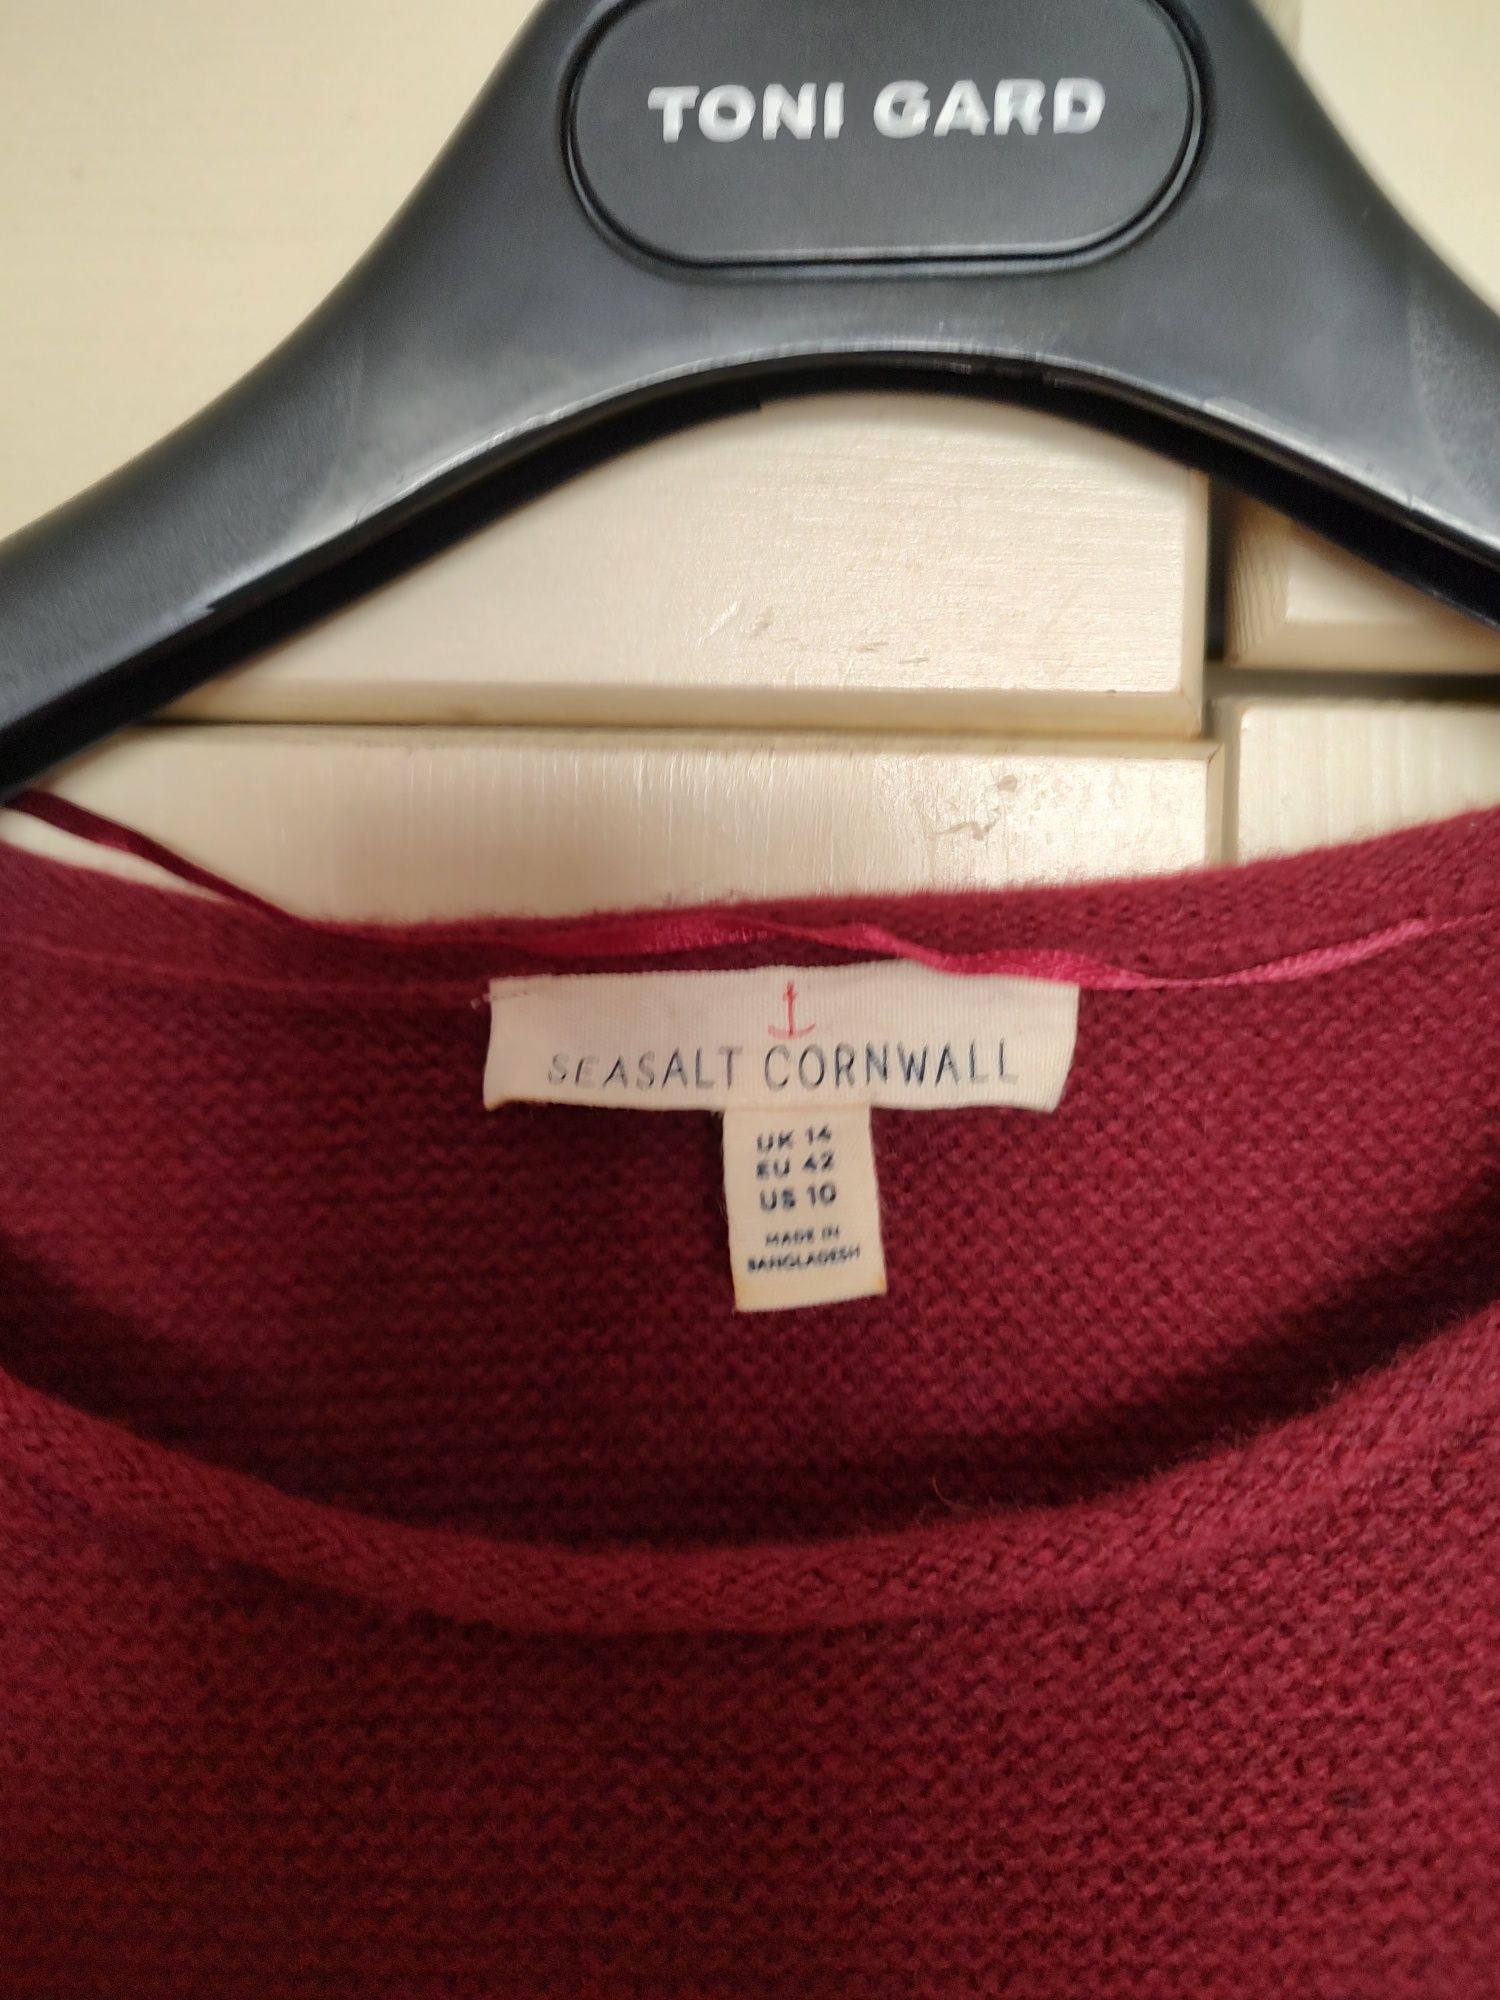 TONI GARD
SEASALT CORNWALL
UK 14
EU 42
US 10
MADE IN
BANGLADESH